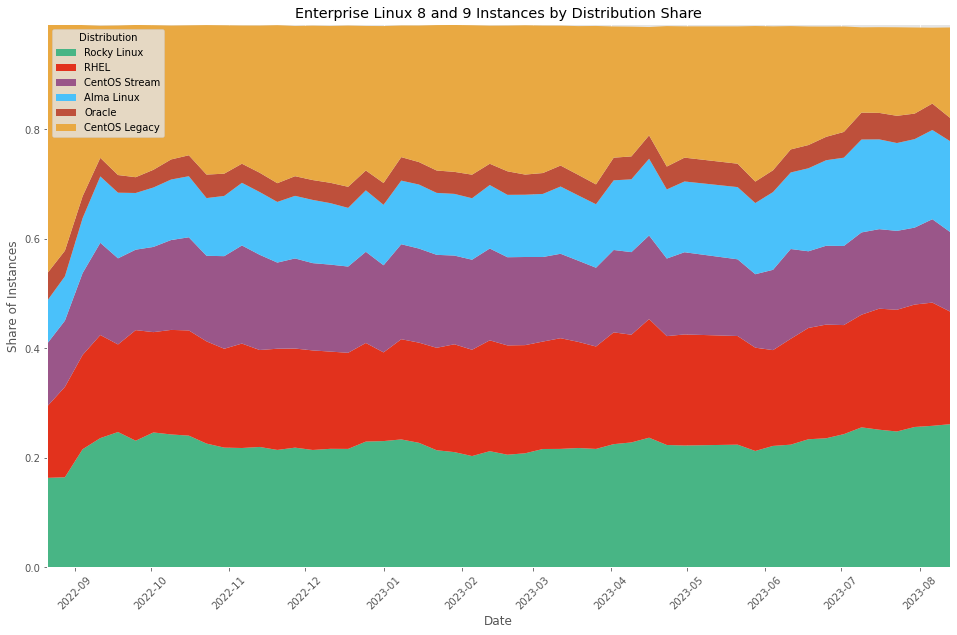 Enterprise Linux 8 and 9 Instances by Distribution Share
Distribution
Rocky Linux
RHEL
CentOS Stream
Alma Linux
Oracle
CentOS Legacy
Share of Instances
0.8
0.6
0.4
0.2
0.0
2022-09
2022-10
2022-11
2022-12
2023-01
2023-02
2023-03
2023-04
2023-05
2023-06
2023-07
2023-08
Date